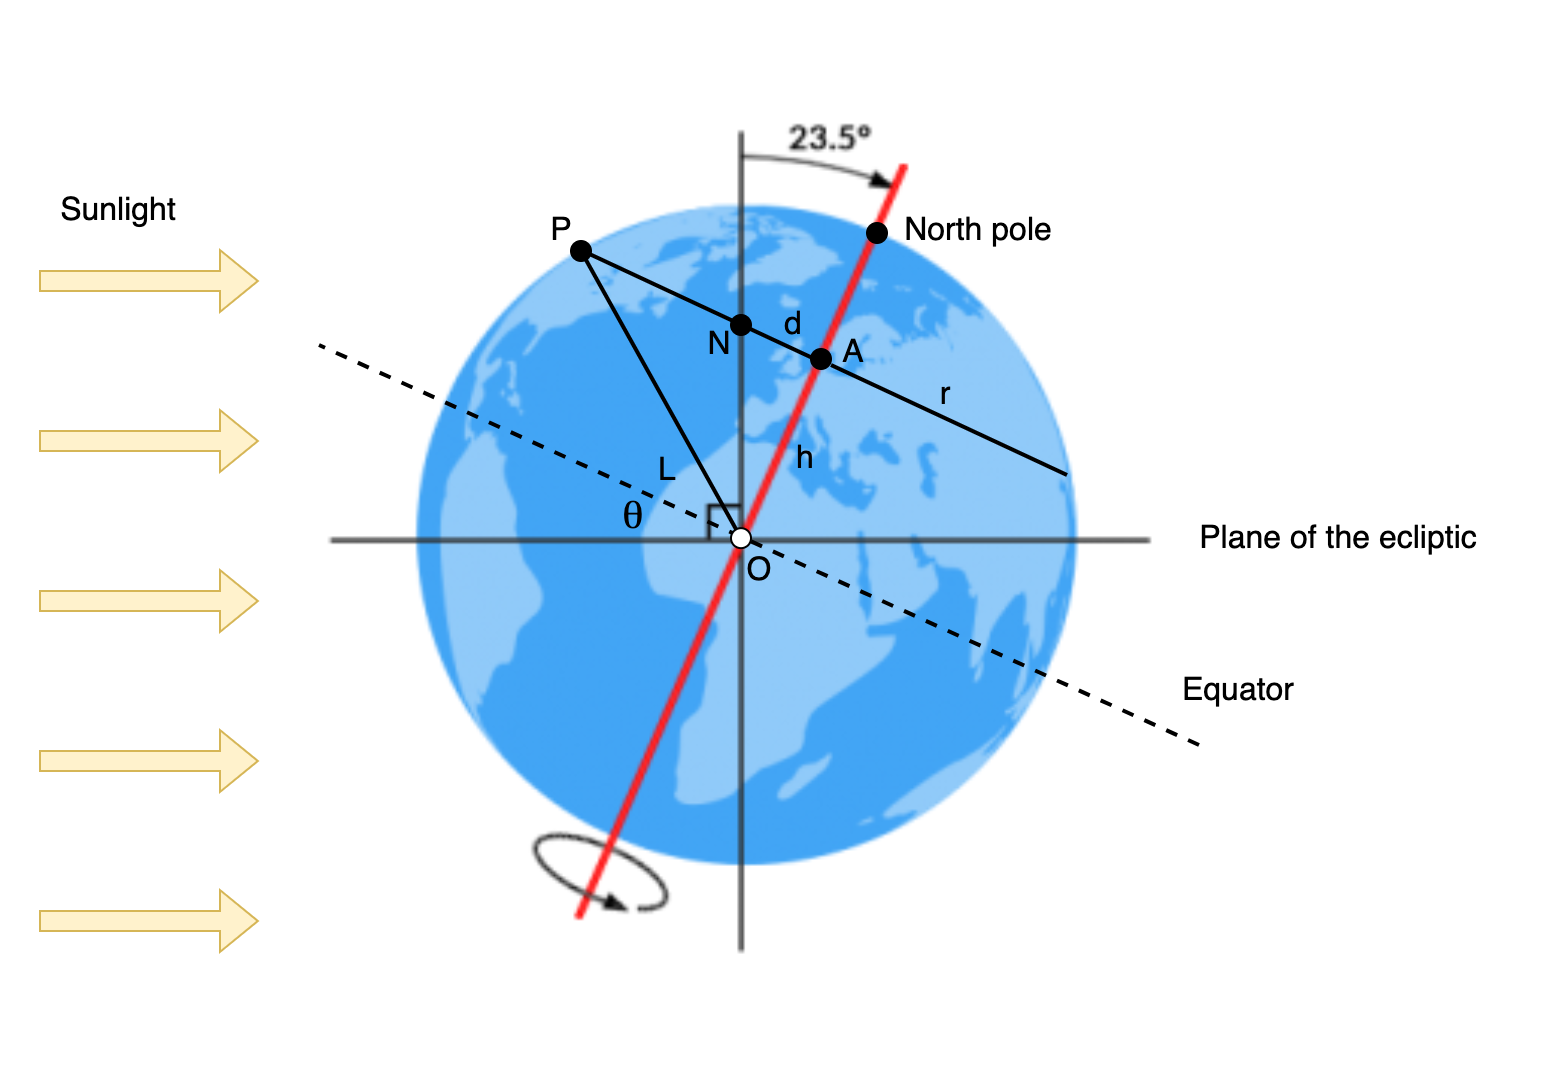 23.5°
Sunlight
P
North pole
N
d
A
r
h
L
θ
O
Plane of the ecliptic
Equator